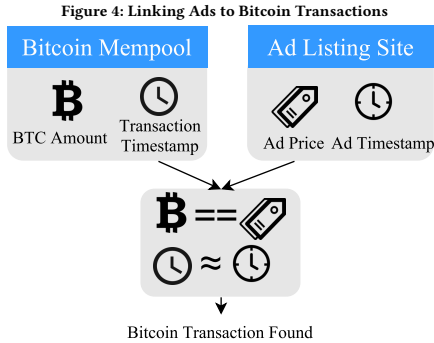 Figure 4: Linking Ads to Bitcoin Transactions
Bitcoin Mempool
Ad Listing Site
BTC Amount
Transaction
Timestamp
Ad Price
Ad Timestamp
==
≈
Bitcoin Transaction Found